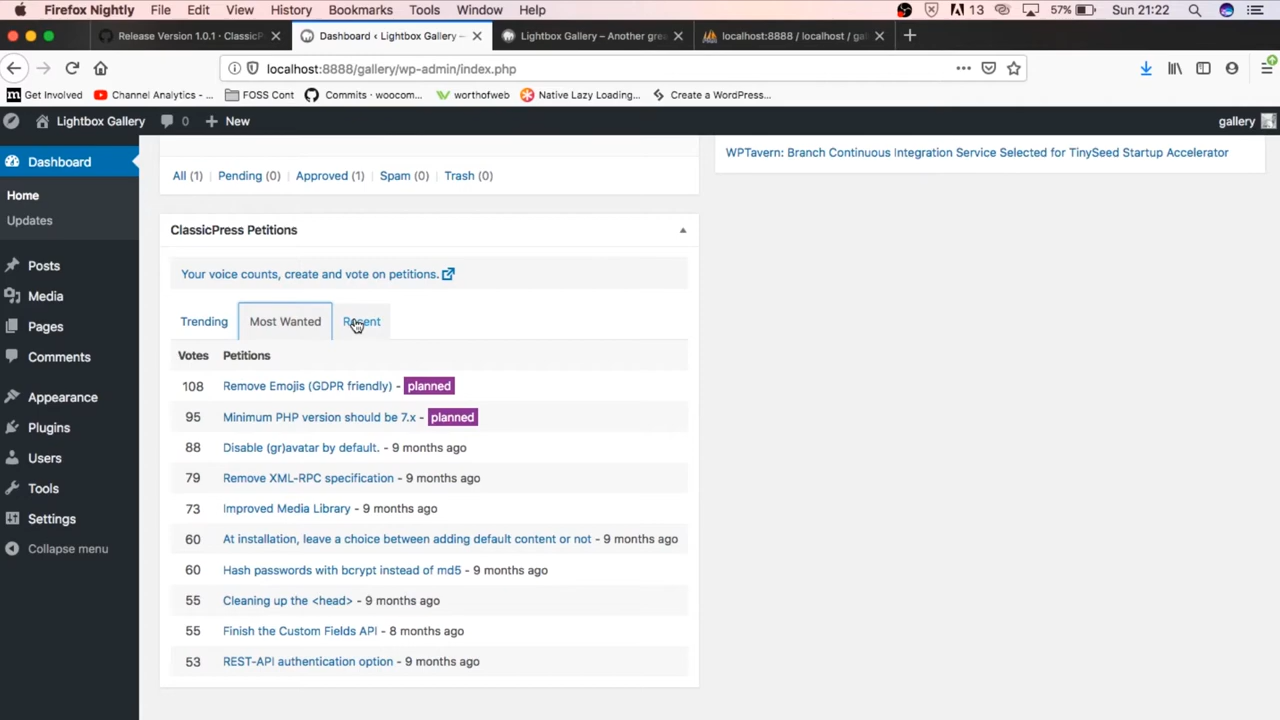 Firefox Nightly File Edit View History Bookmarks Tools Window Help 13 57% Sun 21:22
Release Version 1.0.1 · ClassicP Dashboard ‹ Lightbox Gallery — Lightbox Gallery – Another gre localhost:8888 / localhost / gal
localhost:8888/gallery/wp-admin/index.php
Get Involved Channel Analytics - ... FOSS Cont Commits · woocom... worthofweb Native Lazy Loading... Create a WordPress...
Lightbox Gallery 0 New gallery
Dashboard
Home
Updates
Posts
Media
Pages
Comments
Appearance
Plugins
Users
Tools
Settings
Collapse menu
WPTavern: Branch Continuous Integration Service Selected for TinySeed Startup Accelerator
All (1) | Pending (0) | Approved (1) | Spam (0) | Trash (0)
ClassicPress Petitions
Your voice counts, create and vote on petitions.
Trending Most Wanted Recent
Votes Petitions
108 Remove Emojis (GDPR friendly) - planned
95 Minimum PHP version should be 7.x - planned
88 Disable (gr)avatar by default. - 9 months ago
79 Remove XML-RPC specification - 9 months ago
73 Improved Media Library - 9 months ago
60 At installation, leave a choice between adding default content or not - 9 months ago
60 Hash passwords with bcrypt instead of md5 - 9 months ago
55 Cleaning up the <head> - 9 months ago
55 Finish the Custom Fields API - 8 months ago
53 REST-API authentication option - 9 months ago